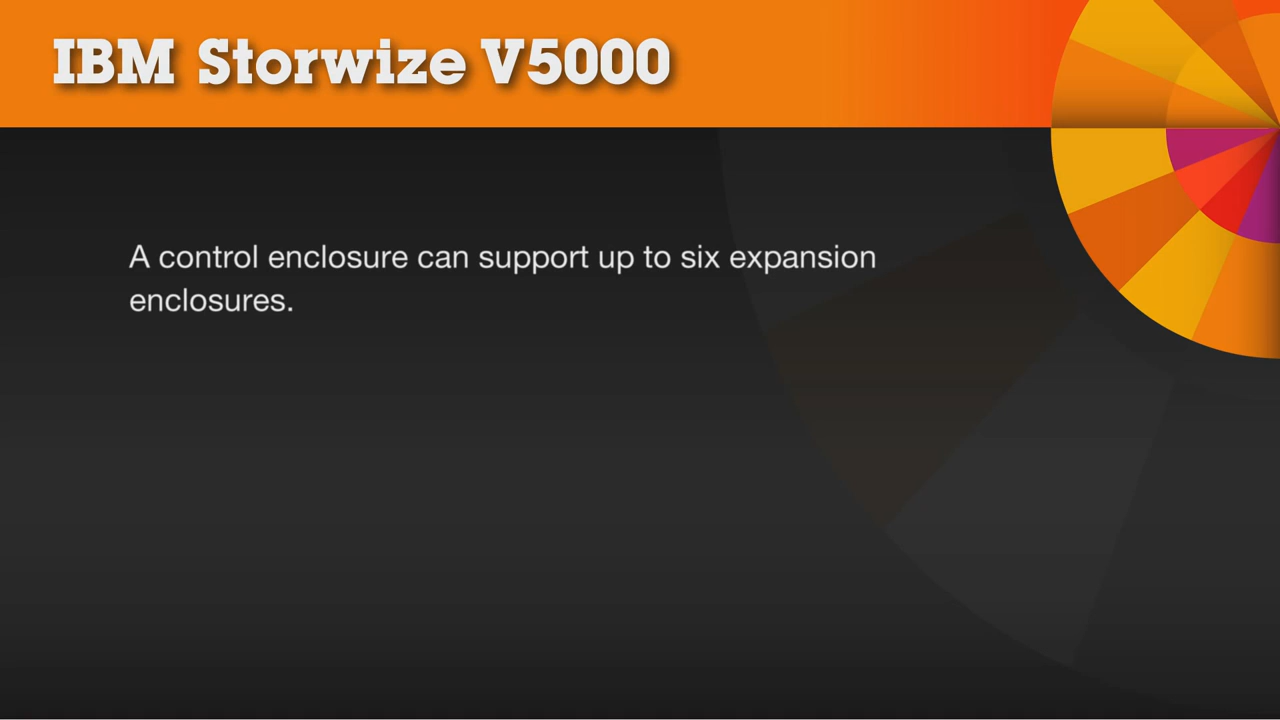 IBM Storwize V5000
A control enclosure can support up to six expansion
enclosures.